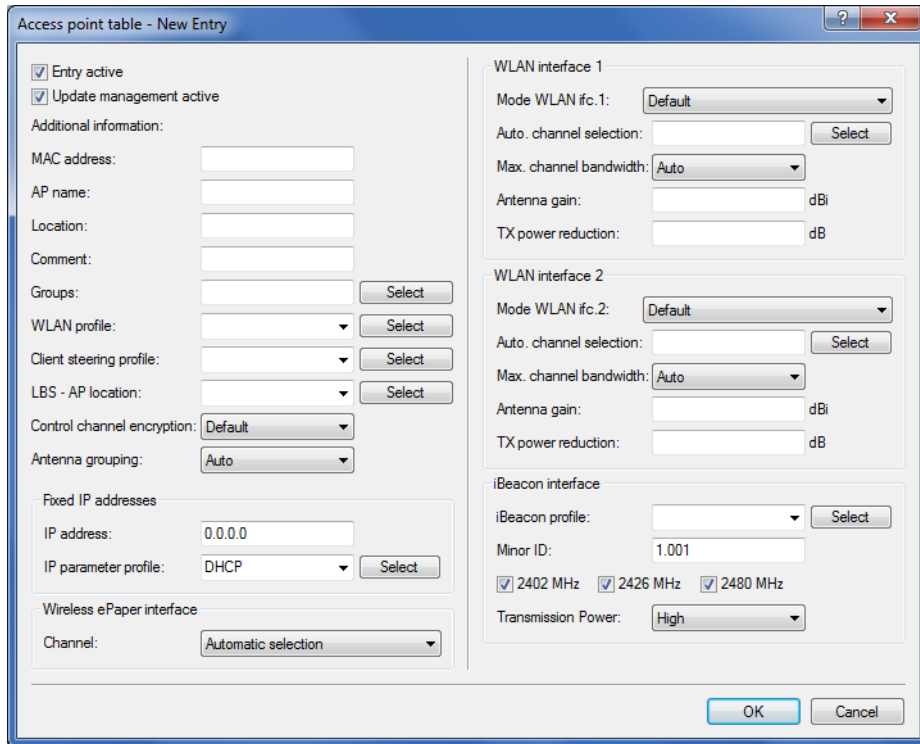 Access point table - New Entry
Entry active
Update management active
Additional information:
MAC address:
AP name:
Location:
Comment:
Groups: Select
WLAN profile: Select
Client steering profile: Select
LBS - AP location: Select
Control channel encryption: Default
Antenna grouping: Auto
Fixed IP addresses
IP address: 0.0.0.0
IP parameter profile: DHCP Select
Wireless ePaper interface
Channel: Automatic selection
WLAN interface 1
Mode WLAN ifc.1: Default
Auto. channel selection: Select
Max. channel bandwidth: Auto
Antenna gain: dBi
TX power reduction: dB
WLAN interface 2
Mode WLAN ifc.2: Default
Auto. channel selection: Select
Max. channel bandwidth: Auto
Antenna gain: dBi
TX power reduction: dB
iBeacon interface
iBeacon profile: Select
Minor ID: 1.001
2402 MHz 2426 MHz 2480 MHz
Transmission Power: High
OK Cancel